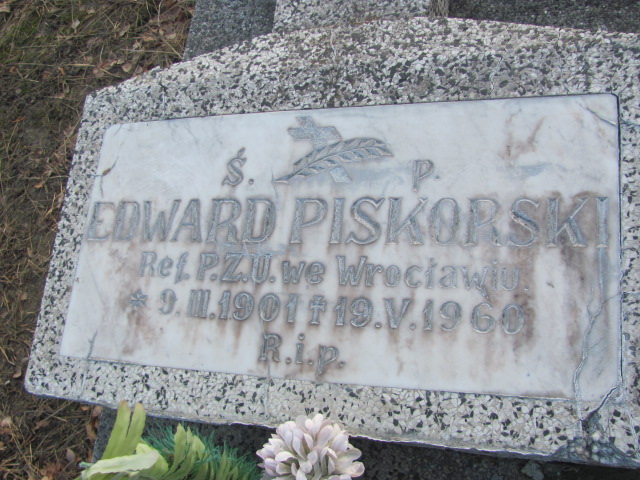 Ś. P.
EDWARD PISKORSKI
Ref. P.Z.U. we Wrocławiu.
* 9.III.1901 † 19.V.1960
R.i.p.